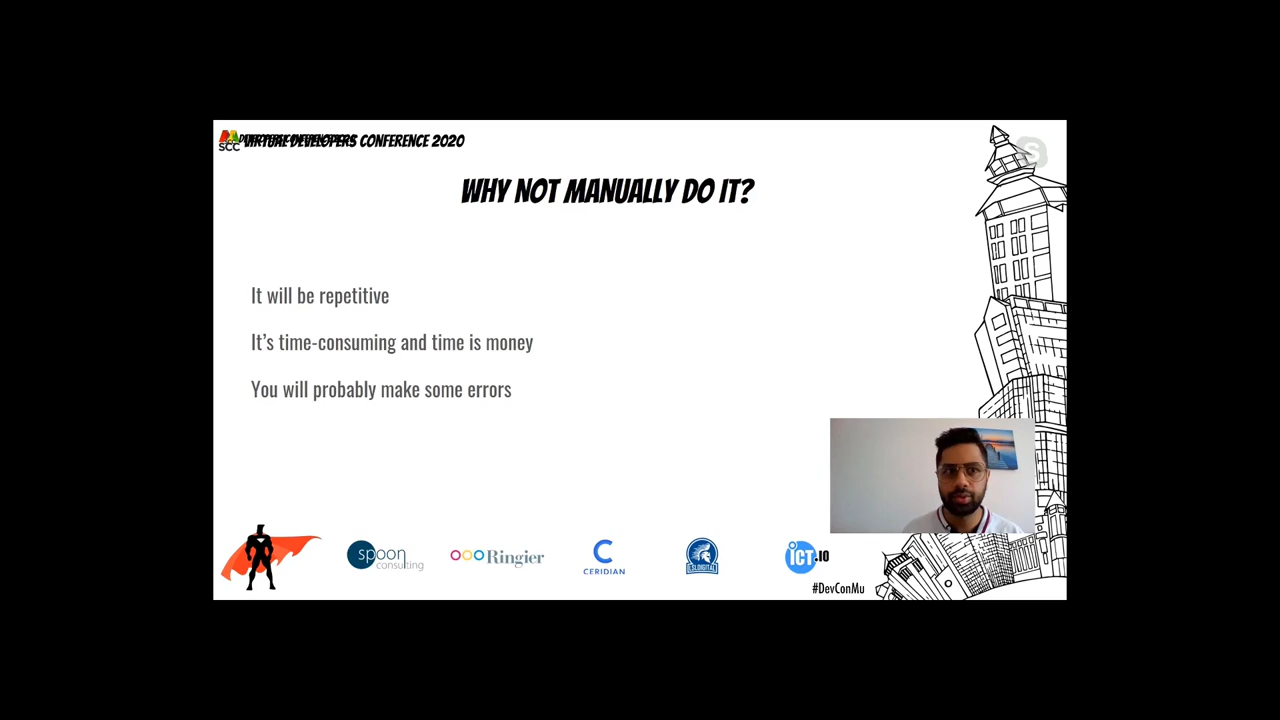 SCC
VIRTUAL DEVELOPERS CONFERENCE 2020
S
WHY NOT MANUALLY DO IT?
It will be repetitive
It's time-consuming and time is money
You will probably make some errors
spoon
consulting
Ringier
C
CERIDIAN
ICT.IO
#DevConMu